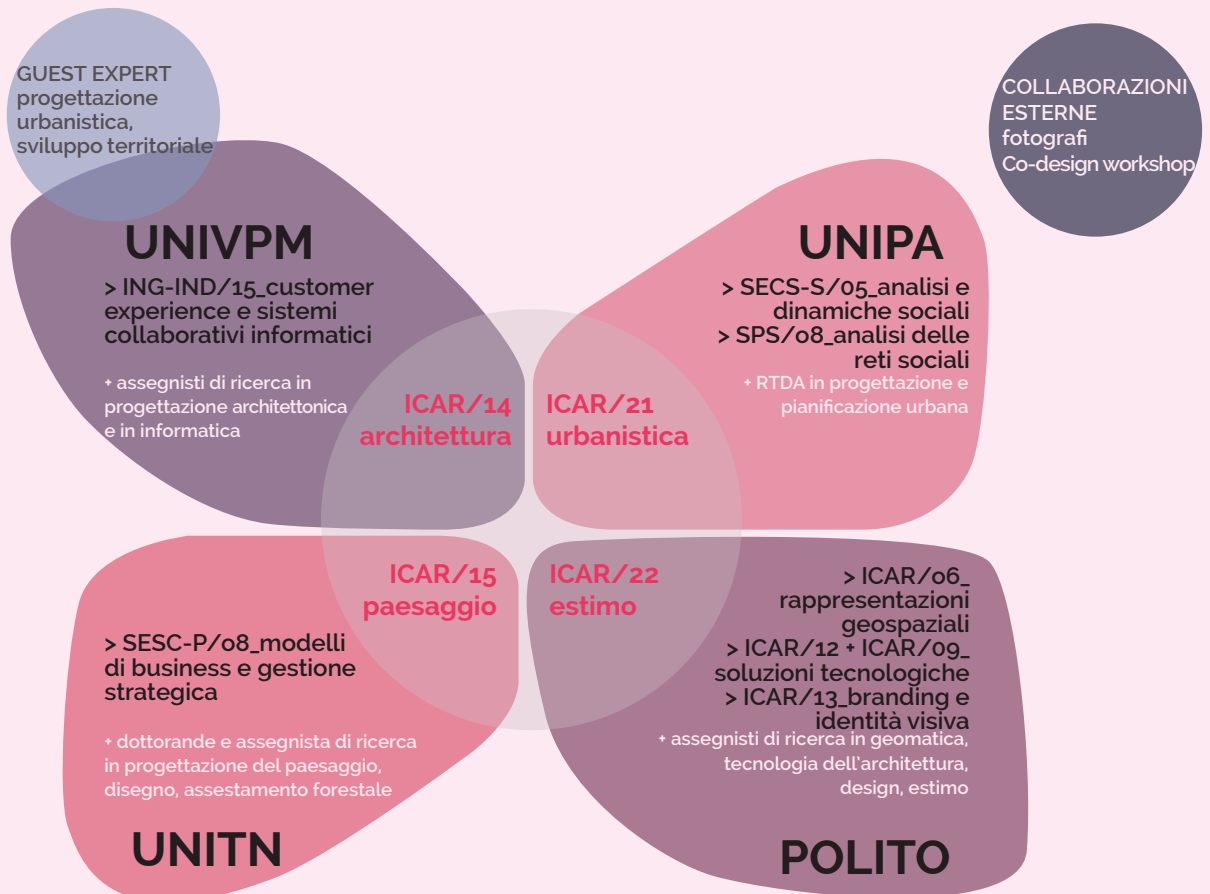 GUEST EXPERT
progettazione
urbanistica,
sviluppo territoriale
COLLABORAZIONI
ESTERNE
fotografi
Co-design workshop
UNIVPM
> ING-IND/15_customer
experience e sistemi
collaborativi informatici
+ assegnisti di ricerca in
progettazione architettonica
e in informatica
ICAR/14
architettura
UNIPA
> SECS-S/05_analisi e
dinamiche sociali
> SPS/08_analisi delle
reti sociali
+ RTDA in progettazione e
pianificazione urbana
ICAR/21
urbanistica
ICAR/15
paesaggio
> SESC-P/08_modelli
di business e gestione
strategica
+ dottorande e assegnista di ricerca
in progettazione del paesaggio,
disegno, assestamento forestale
UNITN
ICAR/22
estimo
> ICAR/06_
rappresentazioni
geospaziali
> ICAR/12 + ICAR/09_
soluzioni tecnologiche
> ICAR/13_branding e
identità visiva
+ assegnisti di ricerca in geomatica,
tecnologia dell'architettura,
design, estimo
POLITO